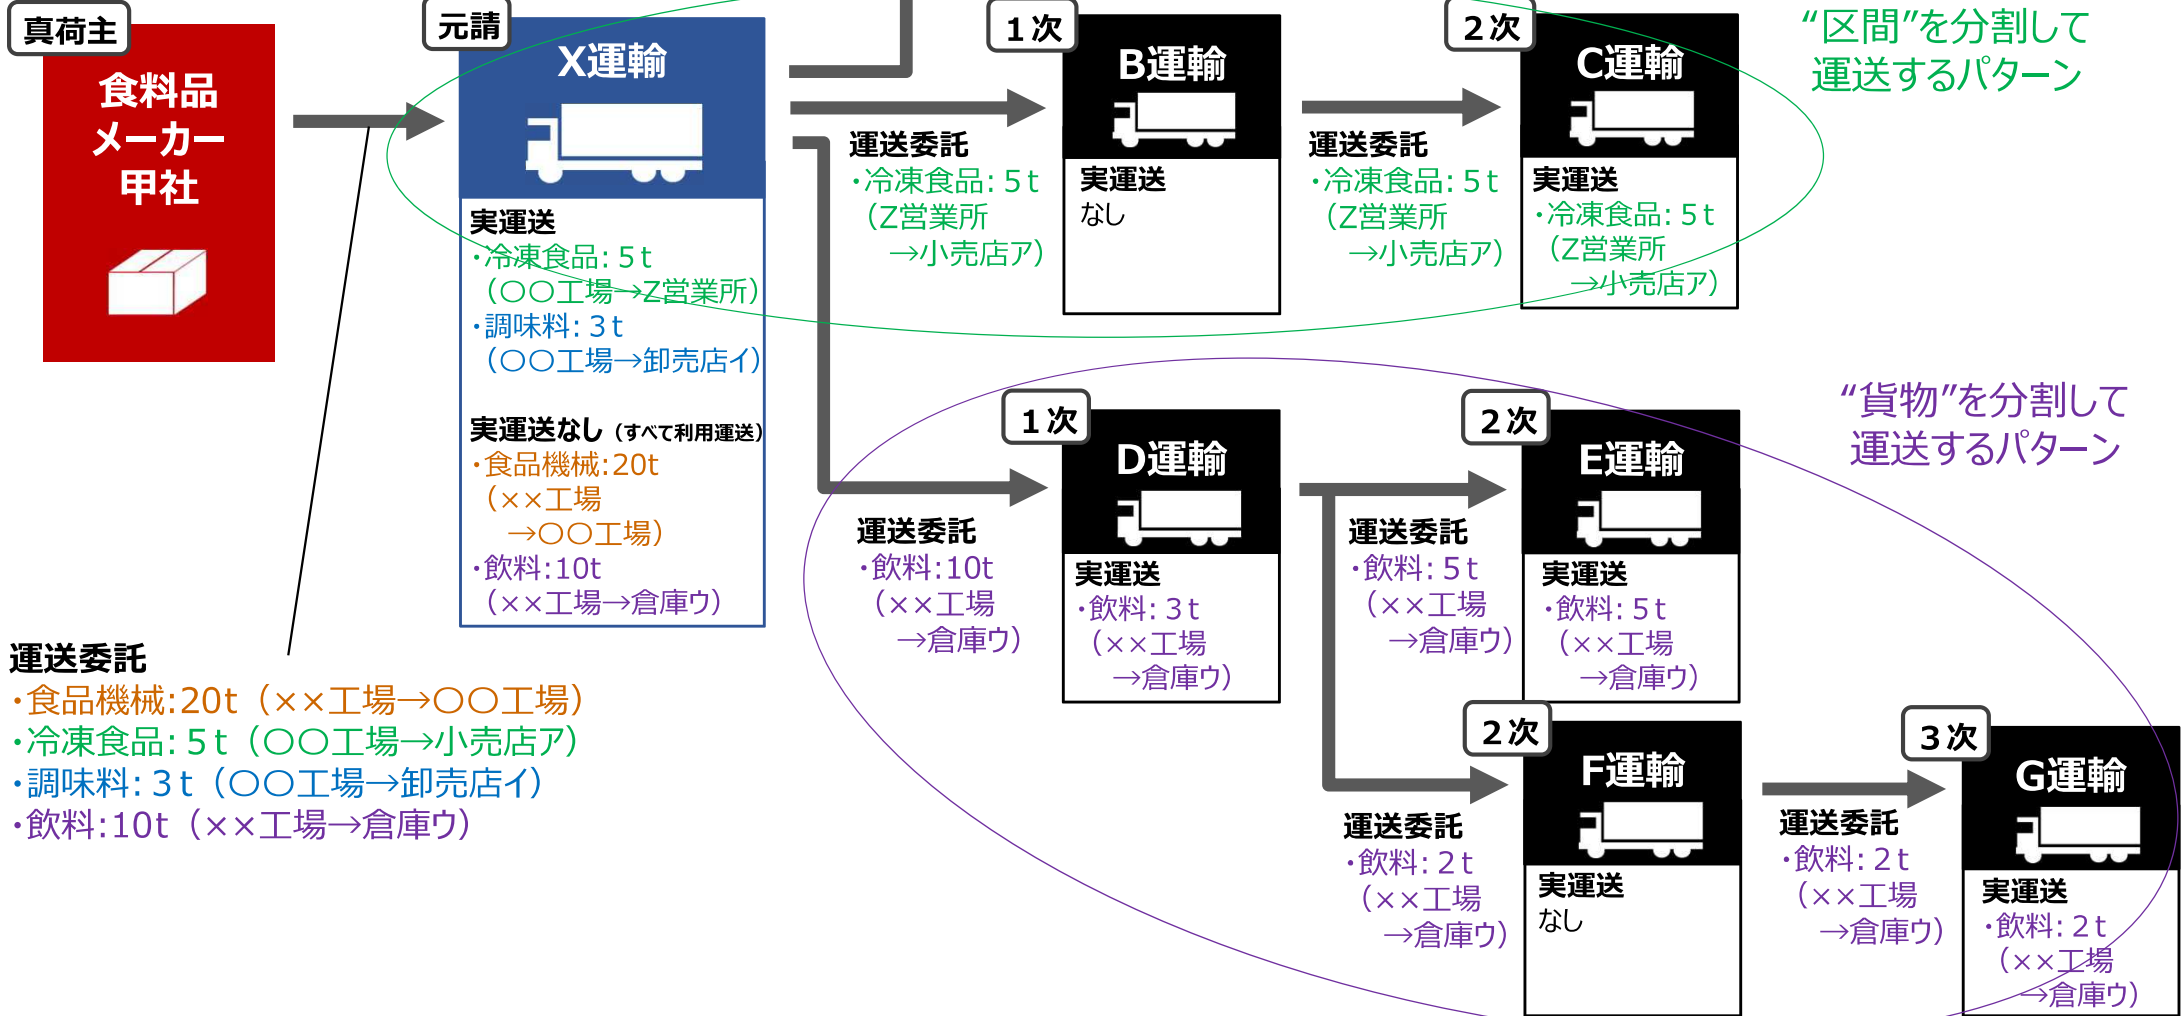 真荷主
食料品
メーカー
甲社
元請
X運輸
実運送
・冷凍食品:５t
（〇〇工場→Z営業所）
・調味料:３t
（〇〇工場→卸売店イ）
実運送なし（すべて利用運送）
・食品機械:20t
（××工場
→〇〇工場）
・飲料:10t
（××工場→倉庫ウ）
運送委託
・食品機械:20t（××工場→〇〇工場）
・冷凍食品:５t（〇〇工場→小売店ア）
・調味料:３t（〇〇工場→卸売店イ）
・飲料:10t（××工場→倉庫ウ）
運送委託
・冷凍食品:５t
（Z営業所
→小売店ア）
１次
B運輸
実運送
なし
運送委託
・冷凍食品:５t
（Z営業所
→小売店ア）
２次
C運輸
実運送
・冷凍食品:５t
（Z営業所
→小売店ア）
“区間”を分割して
運送するパターン
運送委託
・飲料:10t
（××工場
→倉庫ウ）
１次
D運輸
実運送
・飲料:３t
（××工場
→倉庫ウ）
運送委託
・飲料:５t
（××工場
→倉庫ウ）
２次
E運輸
実運送
・飲料:５t
（××工場
→倉庫ウ）
“貨物”を分割して
運送するパターン
運送委託
・飲料:２t
（××工場
→倉庫ウ）
２次
F運輸
実運送
なし
運送委託
・飲料:２t
（××工場
→倉庫ウ）
３次
G運輸
実運送
・飲料:２t
（××工場
→倉庫ウ）